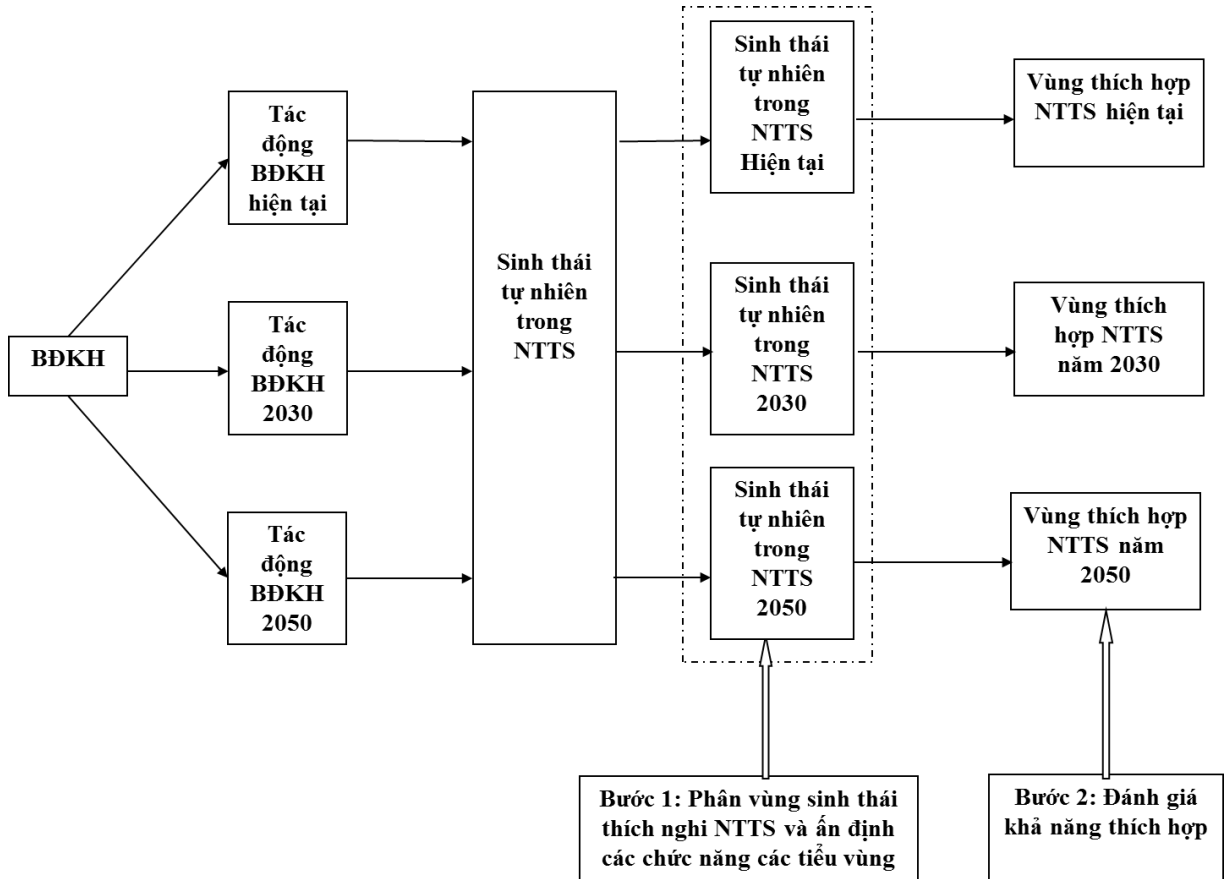 BĐKH
Tác
động
BĐKH
hiện tại
Tác
động
BĐKH
2030
Tác
động
BĐKH
2050
Sinh thái
tự nhiên
trong
NTTS
Sinh thái
tự nhiên
trong
NTTS
Hiện tại
Sinh thái
tự nhiên
trong
NTTS
2030
Sinh thái
tự nhiên
trong
NTTS
2050
Vùng thích hợp
NTTS hiện tại
Vùng thích
hợp NTTS
năm 2030
Vùng thích hợp
NTTS năm
2050
Bước 1: Phân vùng sinh thái
thích nghi NTTS và ấn định
các chức năng các tiểu vùng
Bước 2: Đánh giá
khả năng thích hợp